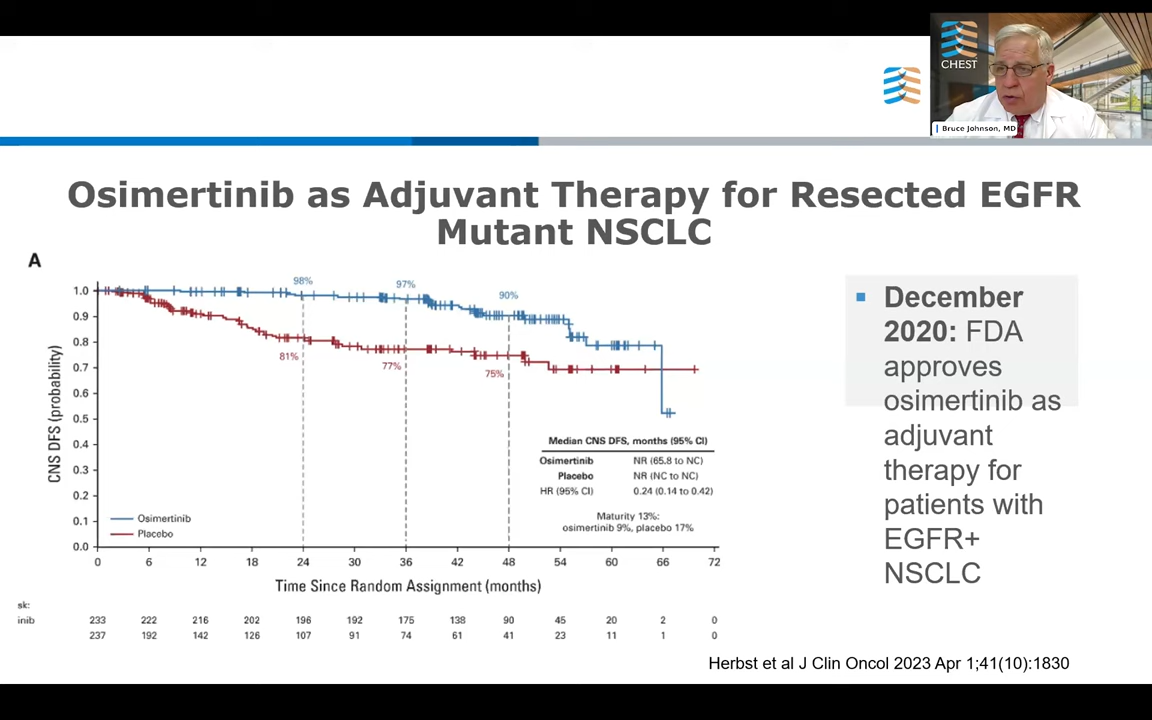 CHEST
Bruce Johnson, MD
Osimertinib as Adjuvant Therapy for Resected EGFR
Mutant NSCLC
A
98%
97%
90%
81%
77%
75%
CNS DFS (probability)
1.0
0.9
0.8
0.7
0.6
0.5
0.4
0.3
0.2
0.1
0.0
Median CNS DFS, months (95% CI)
Osimertinib NR (65.8 to NC)
Placebo NR (NC to NC)
HR (95% CI) 0.24 (0.14 to 0.42)
Maturity 13%:
osimertinib 9%, placebo 17%
Osimertinib
Placebo
0 6 12 18 24 30 36 42 48 54 60 66 72
Time Since Random Assignment (months)
sk:
inib 233 222 216 202 196 192 175 138 90 45 20 2 0
237 192 142 126 107 91 74 61 41 23 11 1 0
▪ December
2020: FDA
approves
osimertinib as
adjuvant
therapy for
patients with
EGFR+
NSCLC
Herbst et al J Clin Oncol 2023 Apr 1;41(10):1830